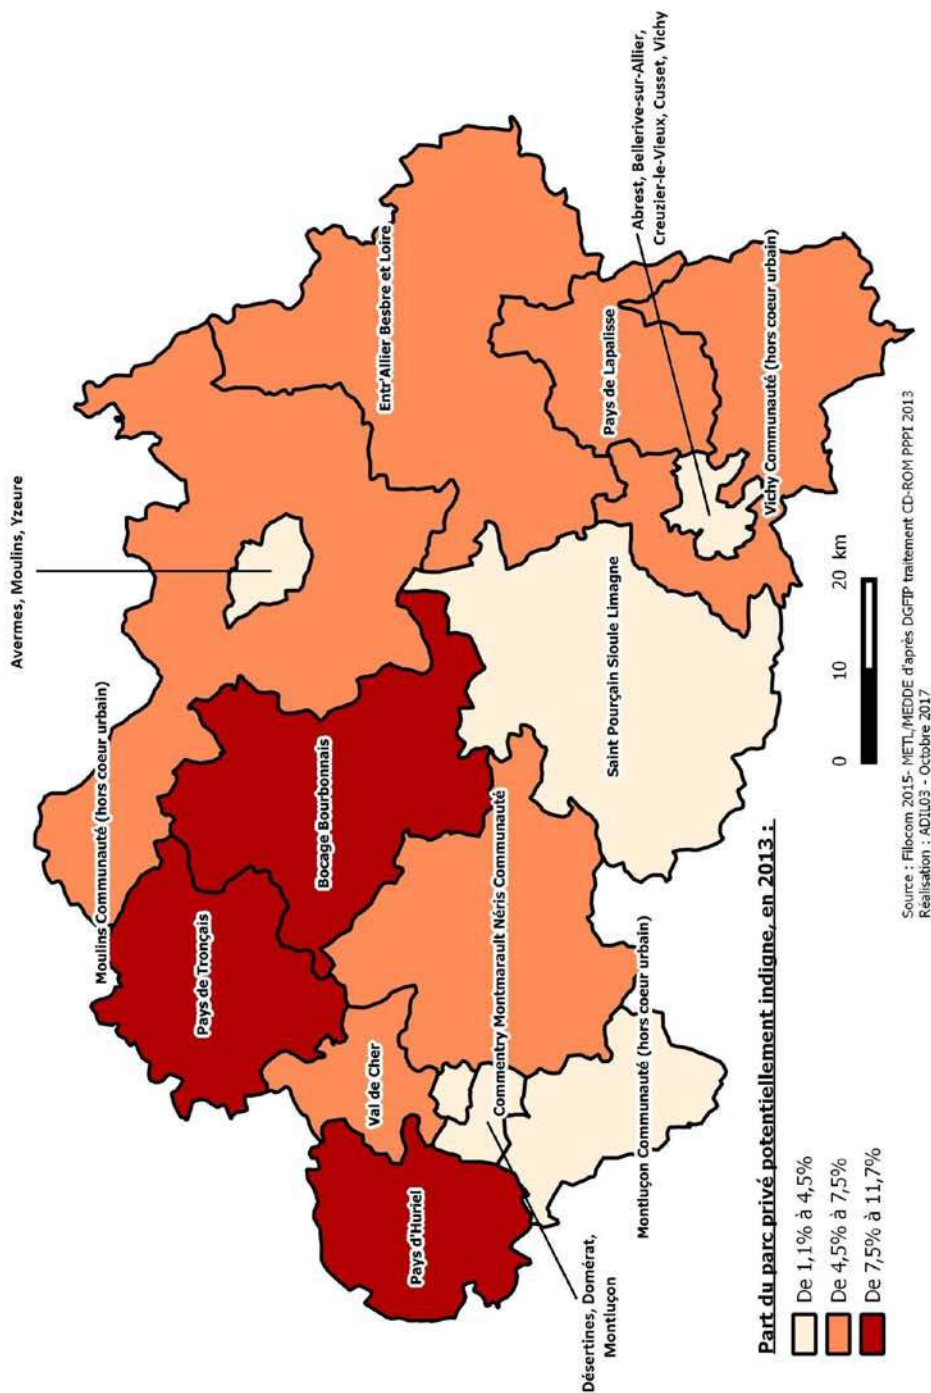 Avermes, Moulins, Yzeure
Moulins Communauté (hors coeur urbain)
Pays de Tronçais
Bocage Bourbonnais
Entr'Allier Besbre et Loire
Val de Cher
Pays d'Huriel
Commentry Montmarault Néris Communauté
Saint Pourçain Sioule Limagne
Pays de Lapalisse
Abrest, Bellerive-sur-Allier,
Creuzier-le-Vieux, Cusset, Vichy
Vichy Communauté (hors coeur urbain)
Désertines, Domérat,
Montluçon
Montluçon Communauté (hors coeur urbain)
Part du parc privé potentiellement indigne, en 2013 :
De 1,1% à 4,5%
De 4,5% à 7,5%
De 7,5% à 11,7%
0 10 20 km
Source : Filocom 2015- METL/MEDDE d'après DGFIP traitement CD-ROM PPPI 2013
Réalisation : ADIL03 - Octobre 2017